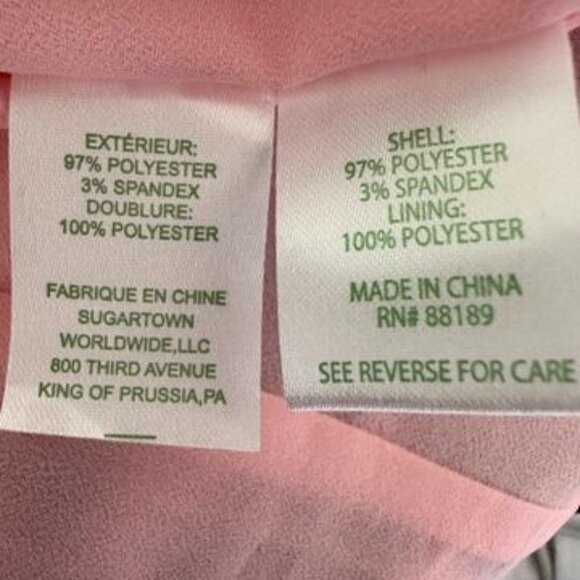 EXTÉRIEUR:
97% POLYESTER
3% SPANDEX
DOUBLURE:
100% POLYESTER
FABRIQUE EN CHINE
SUGARTOWN
WORLDWIDE,LLC
800 THIRD AVENUE
KING OF PRUSSIA,PA
SHELL:
97% POLYESTER
3% SPANDEX
LINING:
100% POLYESTER
MADE IN CHINA
RN# 88189
SEE REVERSE FOR CARE